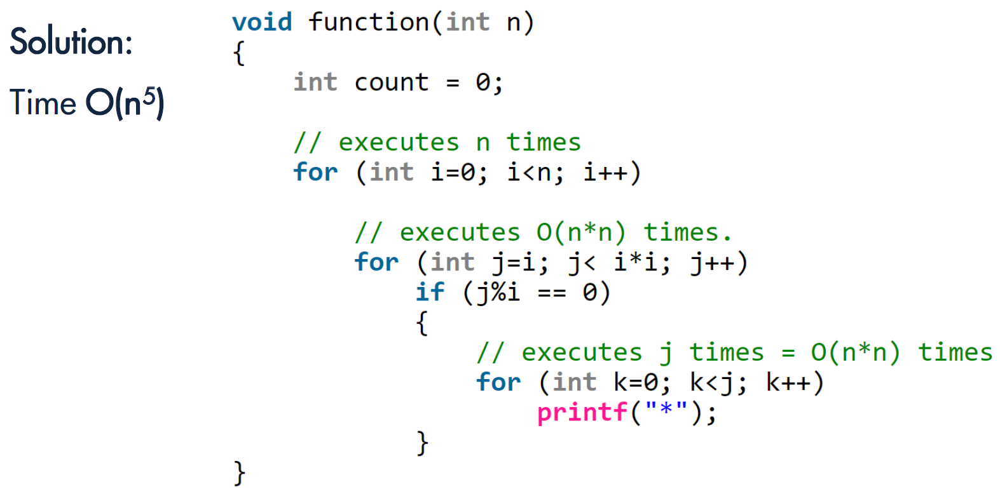 Solution:
Time O(n⁵)
void function(int n)
{
    int count = 0;
    // executes n times
    for (int i=0; i<n; i++)
        // executes O(n*n) times.
        for (int j=i; j< i*i; j++)
            if (j%i == 0)
            {
                // executes j times = O(n*n) times
                for (int k=0; k<j; k++)
                    printf("*");
            }
}